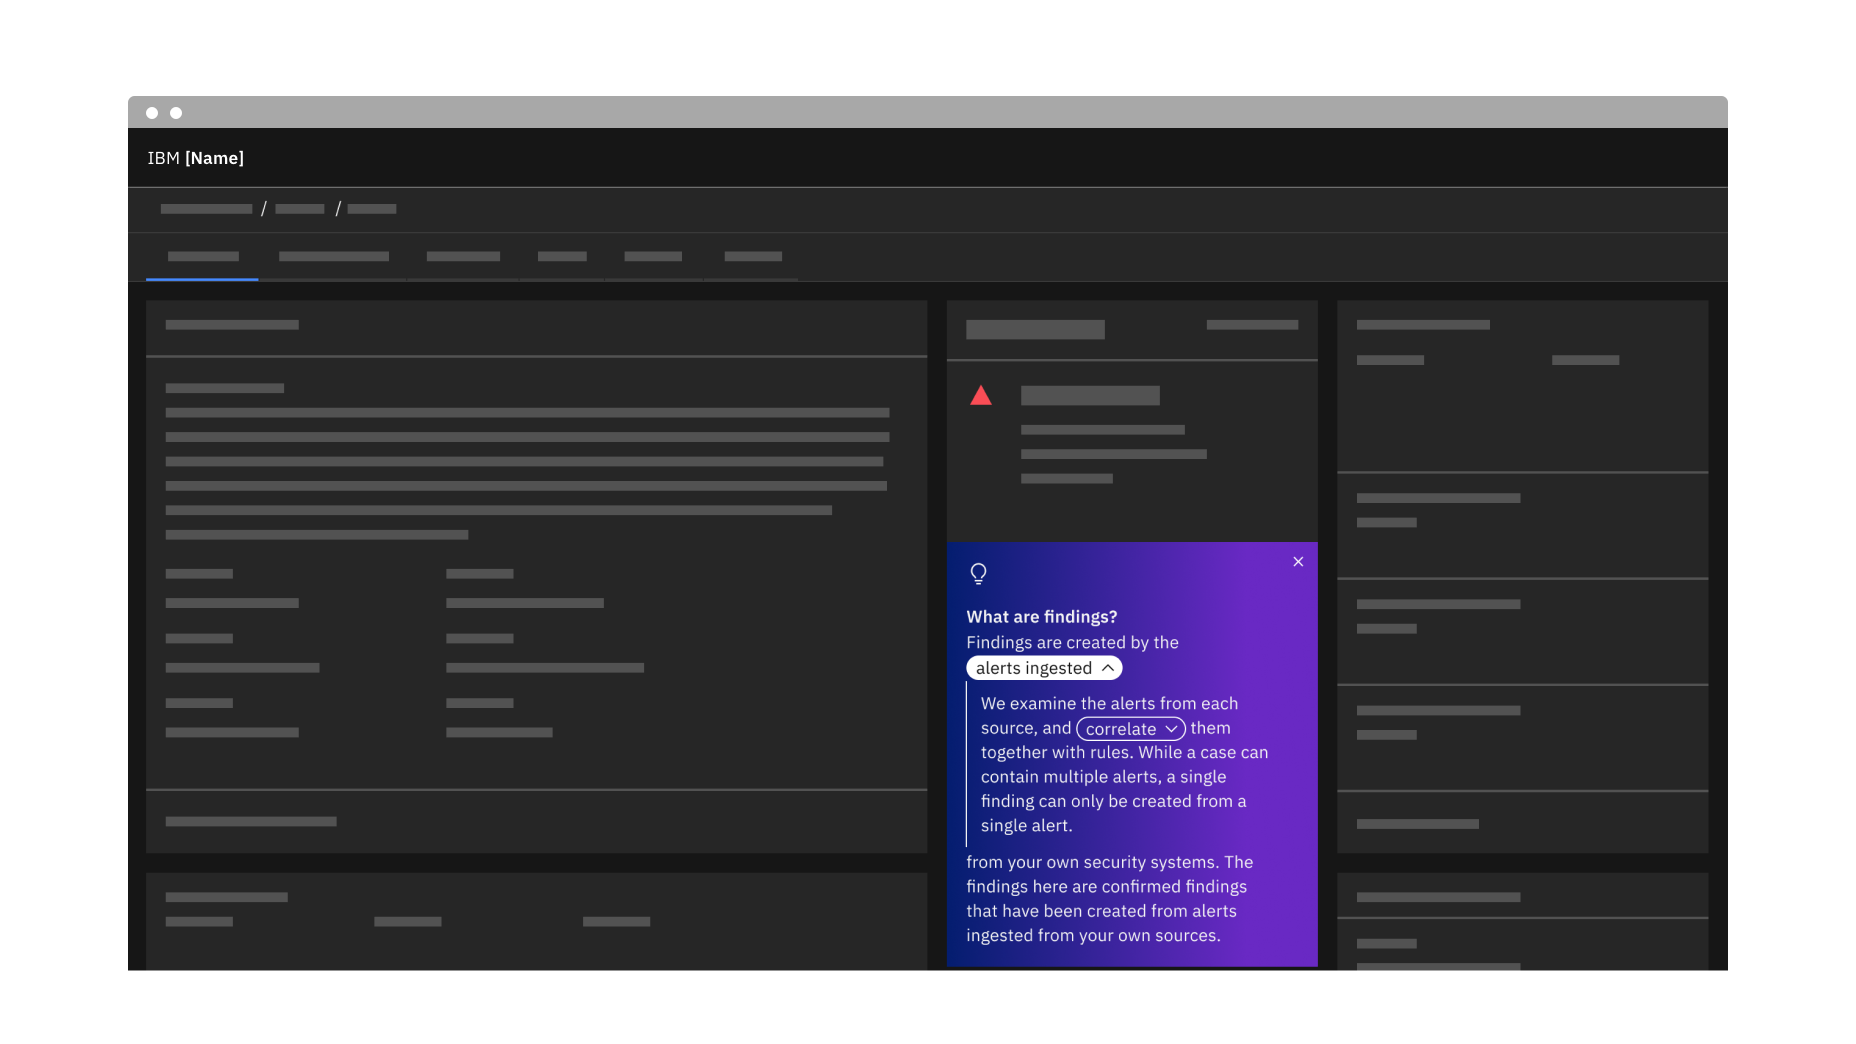 IBM [Name]
/ /
What are findings?
Findings are created by the
alerts ingested
We examine the alerts from each
source, and correlate them
together with rules. While a case can
contain multiple alerts, a single
finding can only be created from a
single alert.
from your own security systems. The
findings here are confirmed findings
that have been created from alerts
ingested from your own sources.